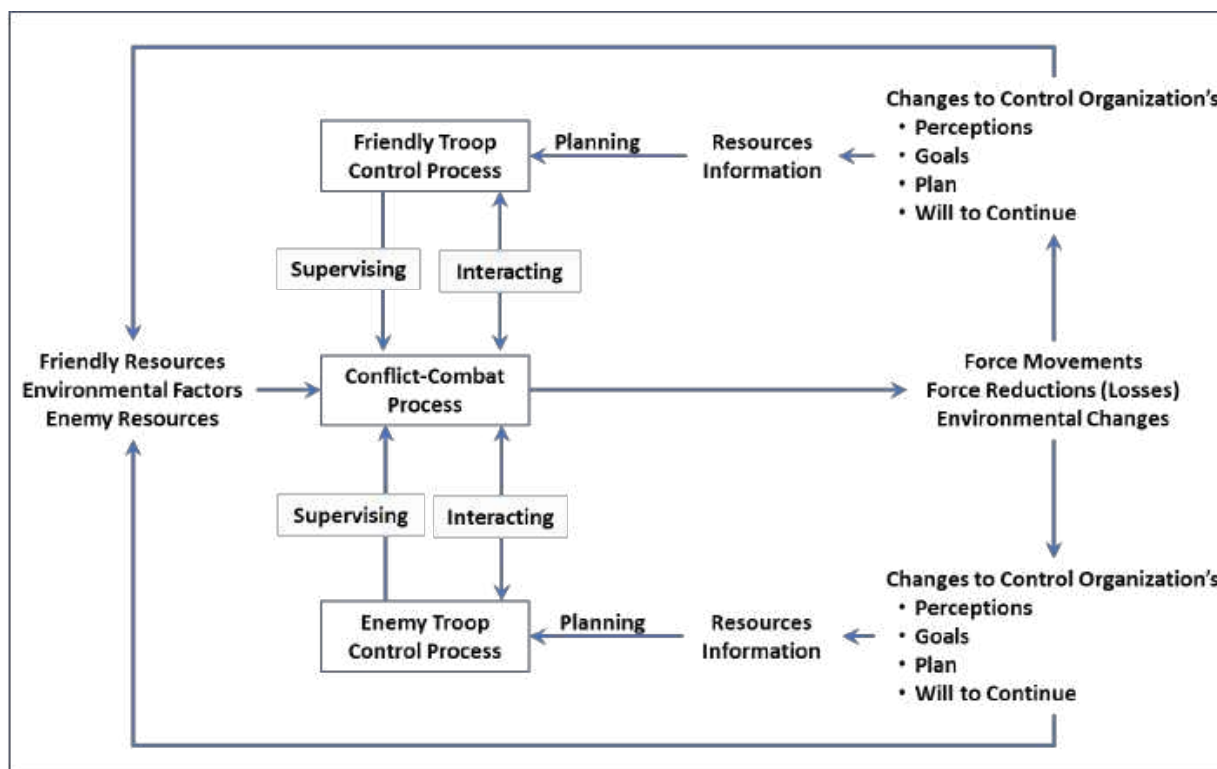 Changes to Control Organization's
• Perceptions
• Goals
• Plan
• Will to Continue
Friendly Troop
Control Process
Planning
Resources
Information
Supervising
Interacting
Friendly Resources
Environmental Factors
Enemy Resources
Conflict-Combat
Process
Force Movements
Force Reductions (Losses)
Environmental Changes
Supervising
Interacting
Changes to Control Organization's
• Perceptions
• Goals
• Plan
• Will to Continue
Enemy Troop
Control Process
Planning
Resources
Information